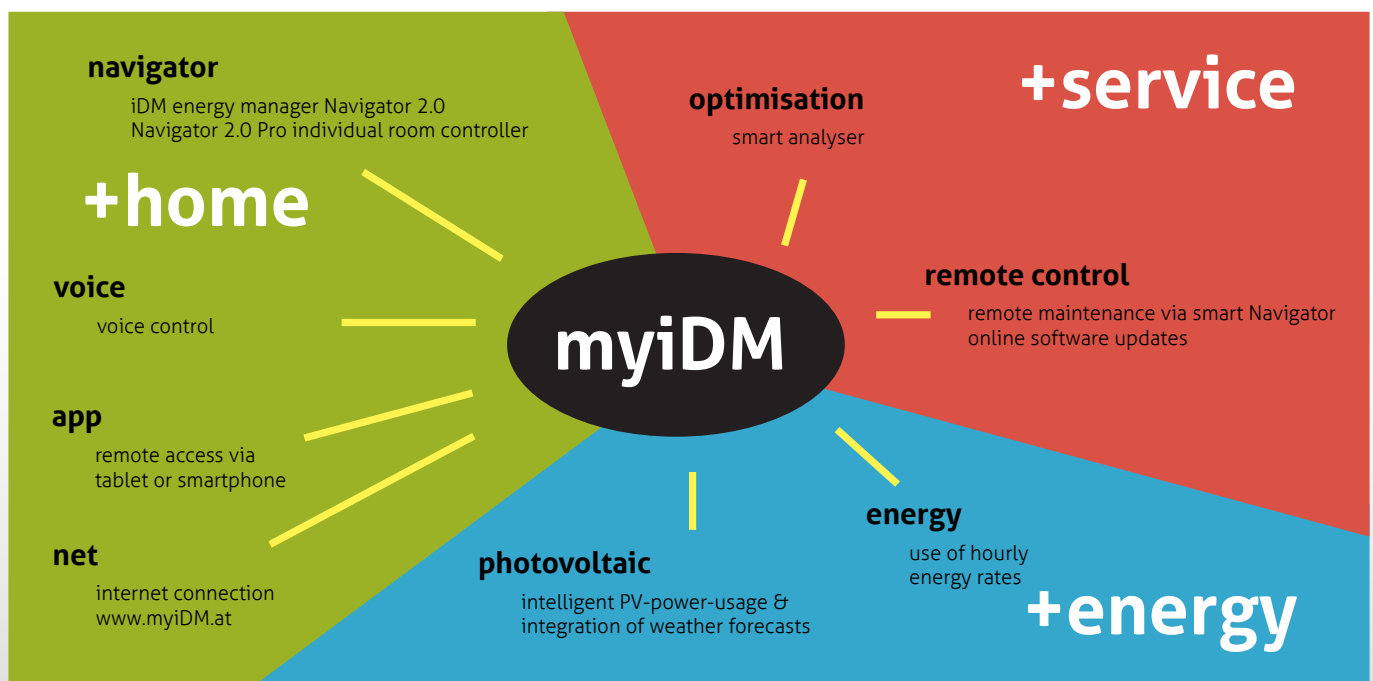 navigator
iDM energy manager Navigator 2.0
Navigator 2.0 Pro individual room controller
+home
voice
voice control
app
remote access via
tablet or smartphone
net
internet connection
www.myiDM.at
myiDM
+service
optimisation
smart analyser
remote control
remote maintenance via smart Navigator
online software updates
photovoltaic
intelligent PV-power-usage &
integration of weather forecasts
energy
use of hourly
energy rates
+energy